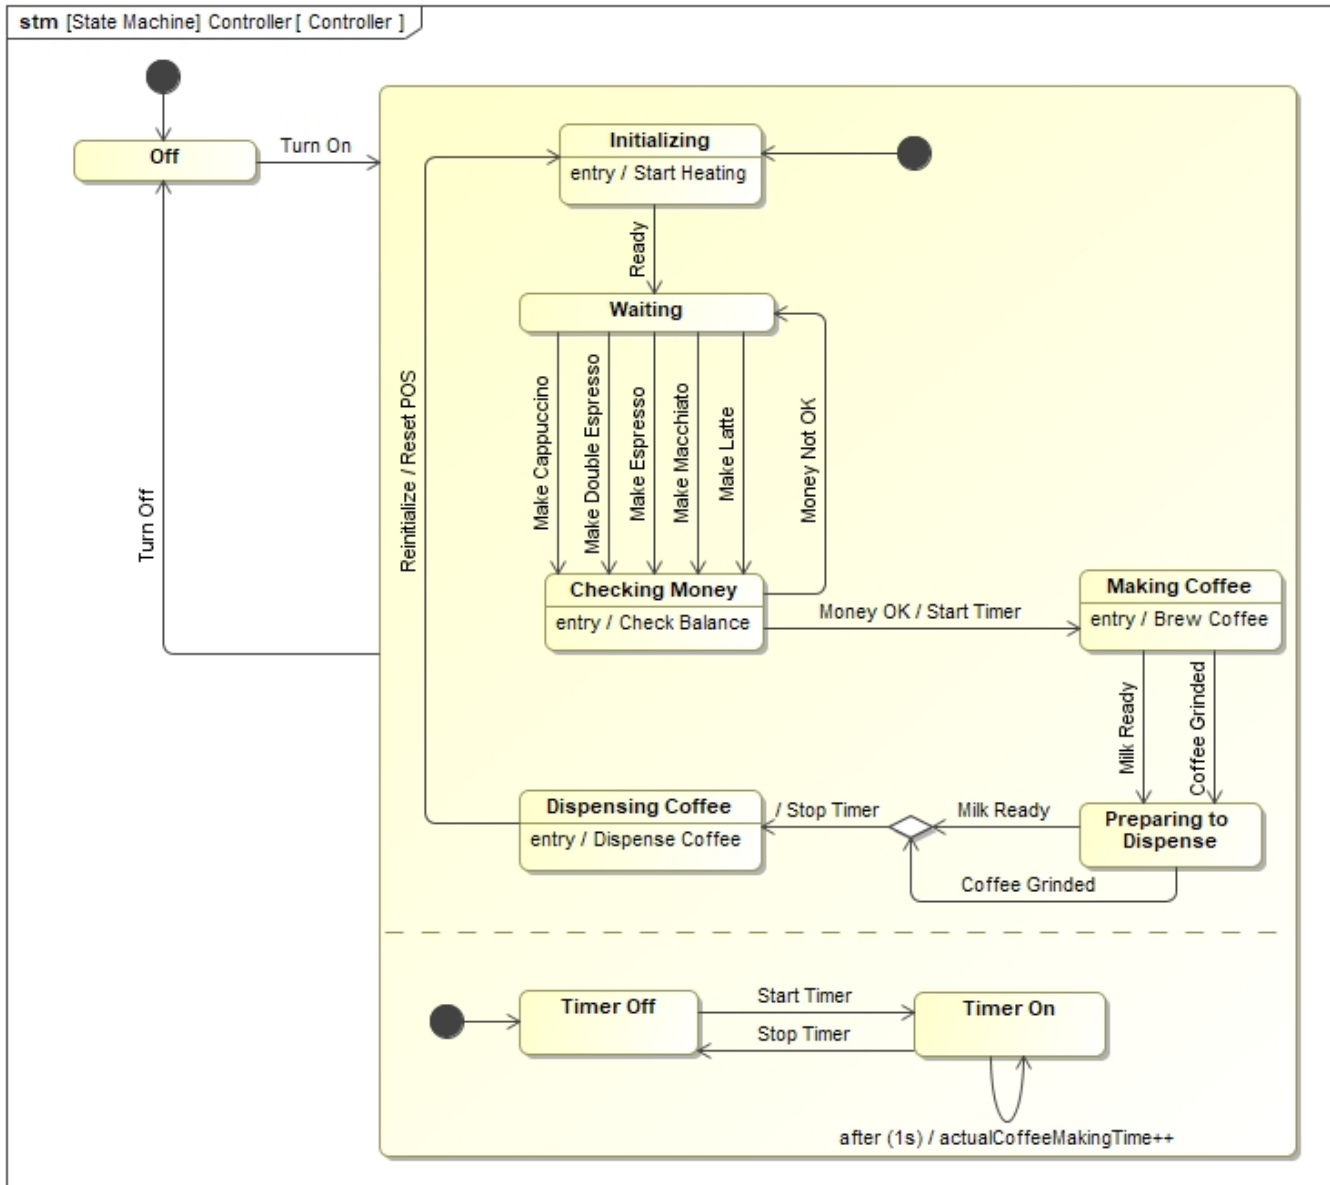 stm [State Machine] Controller[ Controller ]
Off
Turn On
Initializing
entry / Start Heating
Ready
Waiting
Make Cappuccino
Make Double Espresso
Make Espresso
Make Macchiato
Make Latte
Money Not OK
Reinitialize / Reset POS
Turn Off
Checking Money
entry / Check Balance
Money OK / Start Timer
Making Coffee
entry / Brew Coffee
Milk Ready
Coffee Grinded
Dispensing Coffee
entry / Dispense Coffee
/ Stop Timer
Milk Ready
Preparing to
Dispense
Coffee Grinded
Timer Off
Start Timer
Stop Timer
Timer On
after (1s) / actualCoffeeMakingTime++